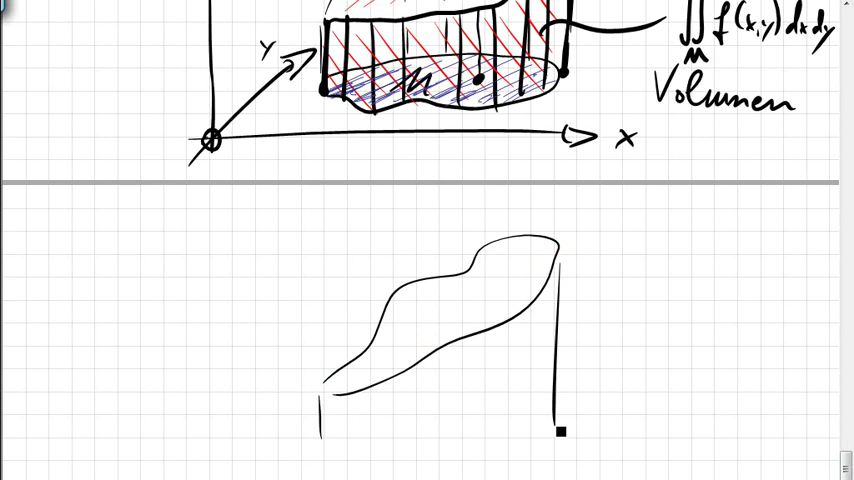 y
∬ f(x,y) dx dy
M
M
Volumen
x